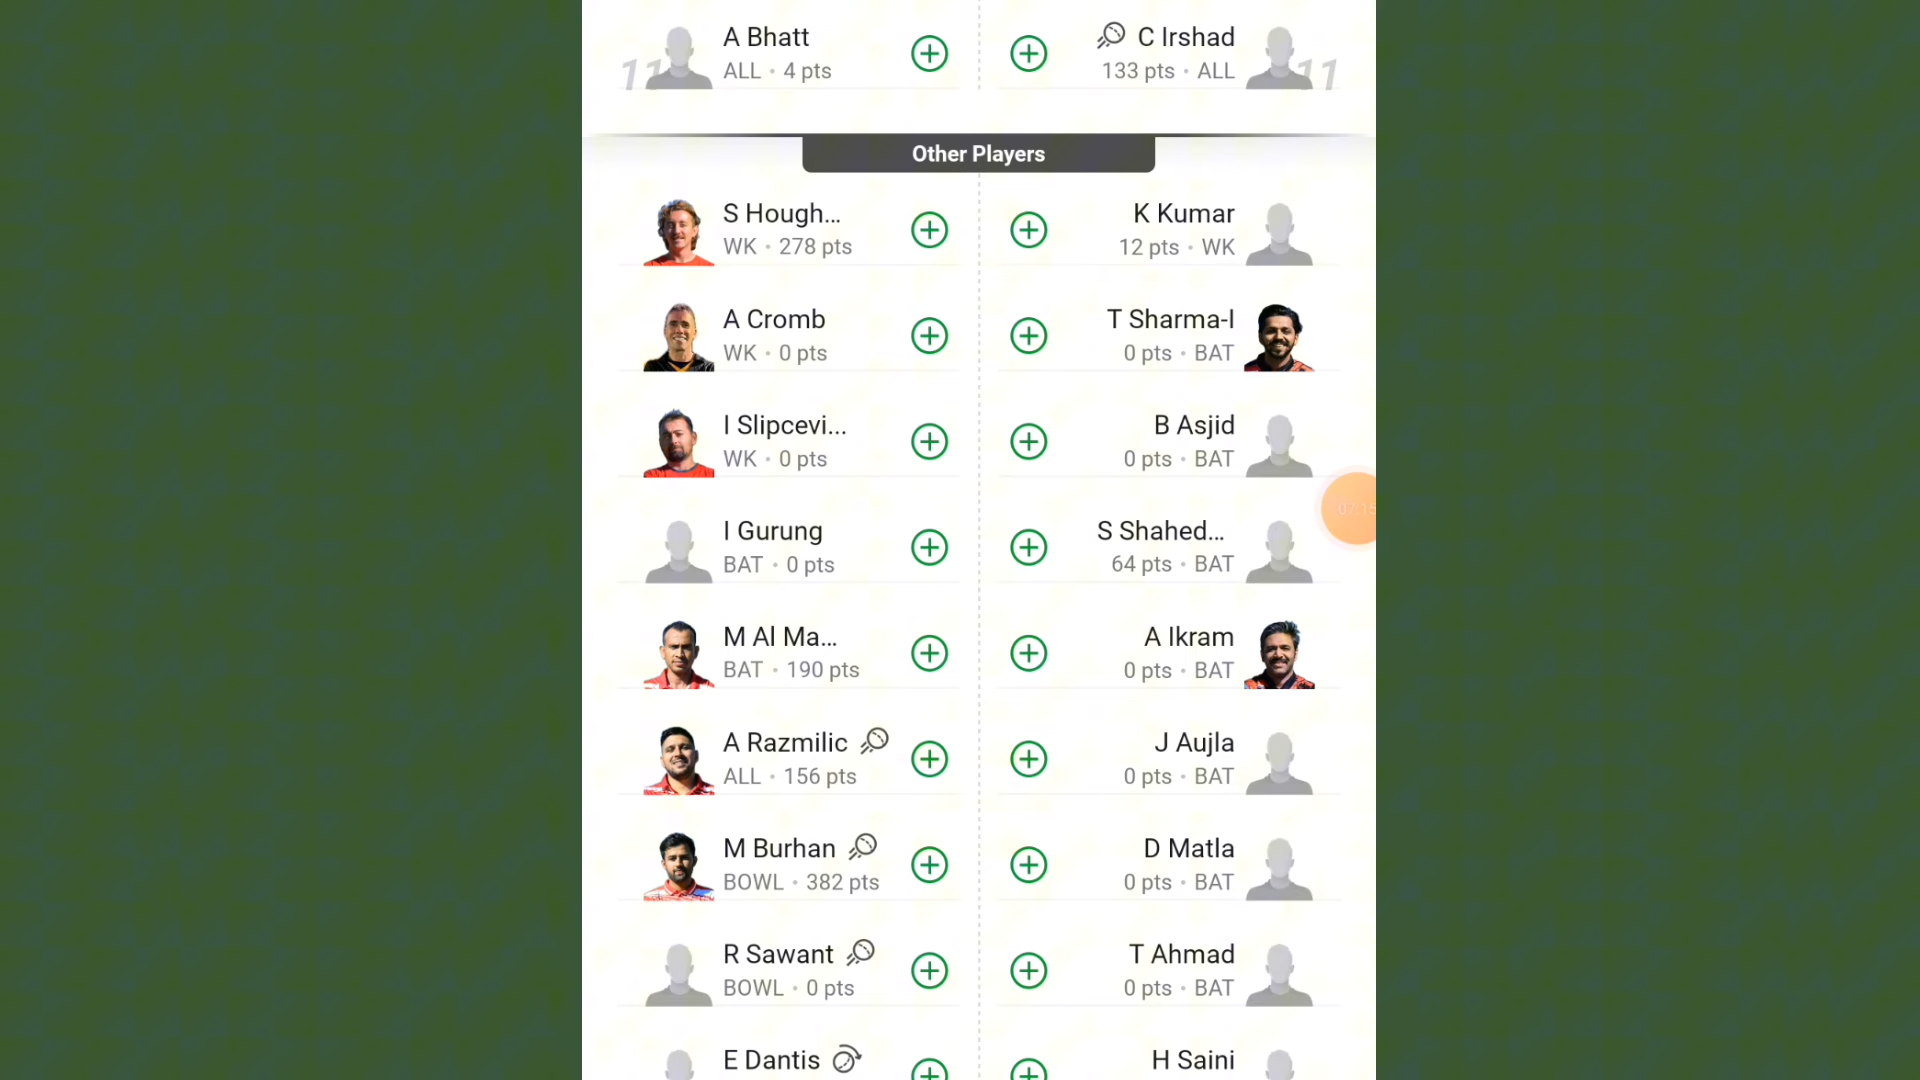 A Bhatt
ALL • 4 pts
11
C Irshad
133 pts • ALL
11
Other Players
S Hough...
WK • 278 pts
K Kumar
12 pts • WK
A Cromb
WK • 0 pts
T Sharma-I
0 pts • BAT
I Slipcevi...
WK • 0 pts
B Asjid
0 pts • BAT
I Gurung
BAT • 0 pts
S Shahed...
64 pts • BAT
07:15
M Al Ma...
BAT • 190 pts
A Ikram
0 pts • BAT
A Razmilic
ALL • 156 pts
J Aujla
0 pts • BAT
M Burhan
BOWL • 382 pts
D Matla
0 pts • BAT
R Sawant
BOWL • 0 pts
T Ahmad
0 pts • BAT
E Dantis
H Saini